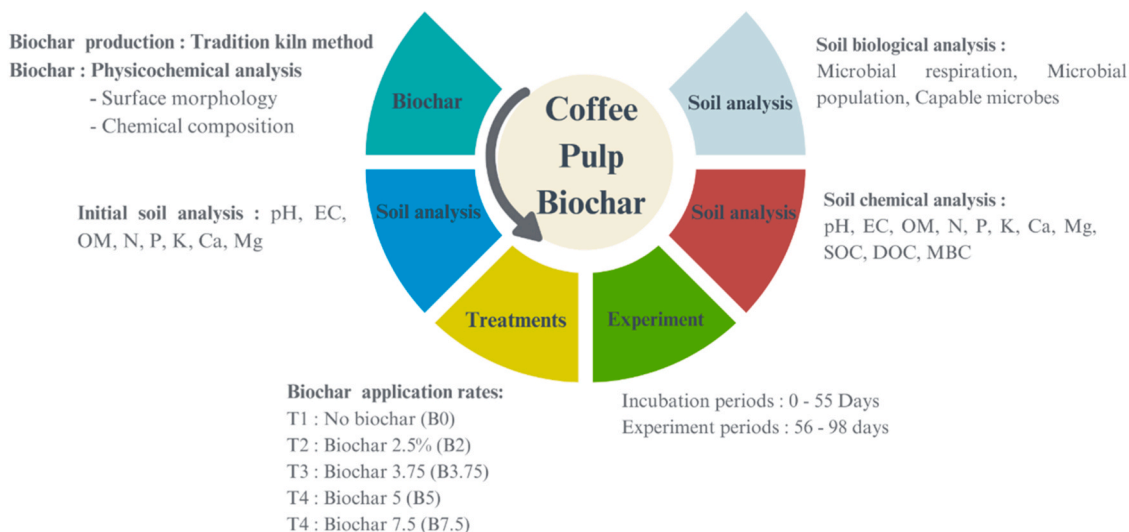 Biochar production : Tradition kiln method
Biochar : Physicochemical analysis
- Surface morphology
- Chemical composition
Biochar
Coffee
Pulp
Biochar
Soil analysis
Soil biological analysis :
Microbial respiration, Microbial
population, Capable microbes
Initial soil analysis : pH, EC,
OM, N, P, K, Ca, Mg
Soil analysis
Soil analysis
Soil chemical analysis :
pH, EC, OM, N, P, K, Ca, Mg,
SOC, DOC, MBC
Treatments
Experiment
Biochar application rates:
T1 : No biochar (B0)
T2 : Biochar 2.5% (B2)
T3 : Biochar 3.75 (B3.75)
T4 : Biochar 5 (B5)
T4 : Biochar 7.5 (B7.5)
Incubation periods : 0 - 55 Days
Experiment periods : 56 - 98 days